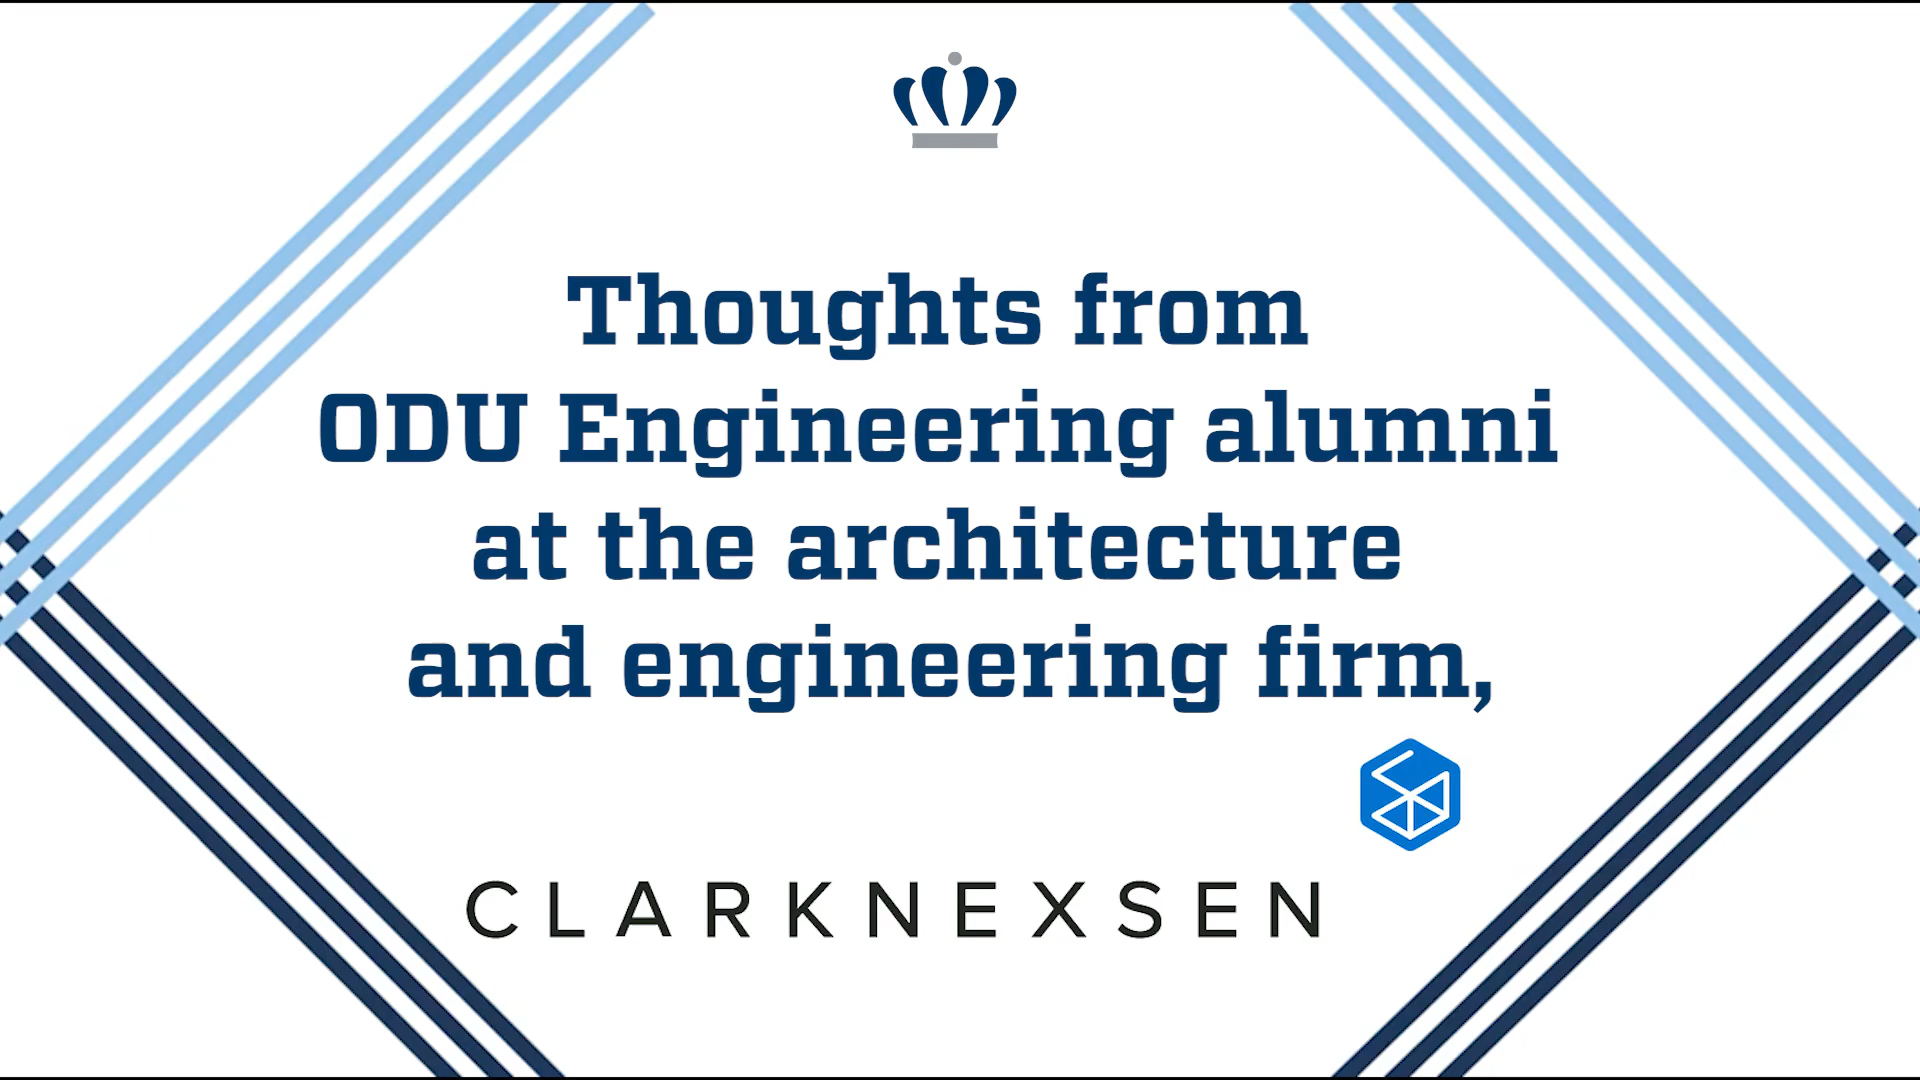 Thoughts from
ODU Engineering alumni
at the architecture
and engineering firm,
CLARKNEXSEN